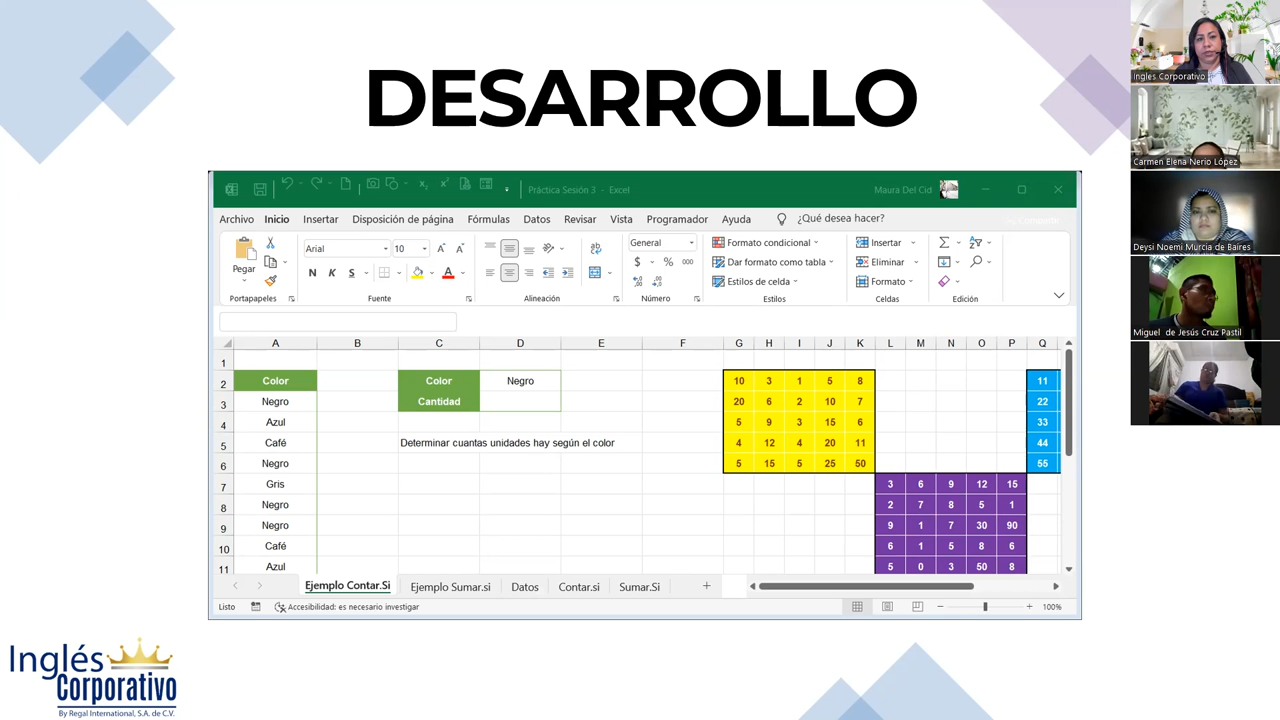 DESARROLLO
Práctica Sesión 3 - Excel
Maura Del Cid
Archivo Inicio Insertar Disposición de página Fórmulas Datos Revisar Vista Programador Ayuda ¿Qué desea hacer?
Pegar
Arial 10
N K S
General
$ % 000
Formato condicional
Dar formato como tabla
Estilos de celda
Insertar
Eliminar
Formato
Portapapeles Fuente Alineación Número Estilos Celdas Edición
A B C D E F G H I J K L M N O P Q
1
2 Color Color Negro 10 3 1 5 8 11
3 Negro Cantidad 20 6 2 10 7 22
4 Azul 5 9 3 15 6 33
5 Café Determinar cuantas unidades hay según el color 4 12 4 20 11 44
6 Negro 5 15 5 25 50 55
7 Gris 3 6 9 12 15
8 Negro 2 7 8 5 1
9 Negro 9 1 7 30 90
10 Café 6 1 5 8 6
11 Azul 5 0 3 50 8
Ejemplo Contar.Si Ejemplo Sumar.si Datos Contar.si Sumar.Si
Listo Accesibilidad: es necesario investigar 100%
Inglés
Corporativo
By Regal International, S.A. de C.V.
Ingles Corporativo
Carmen Elena Nerio López
Deysi Noemi Murcia de Baires
Miguel de Jesús Cruz Pastil